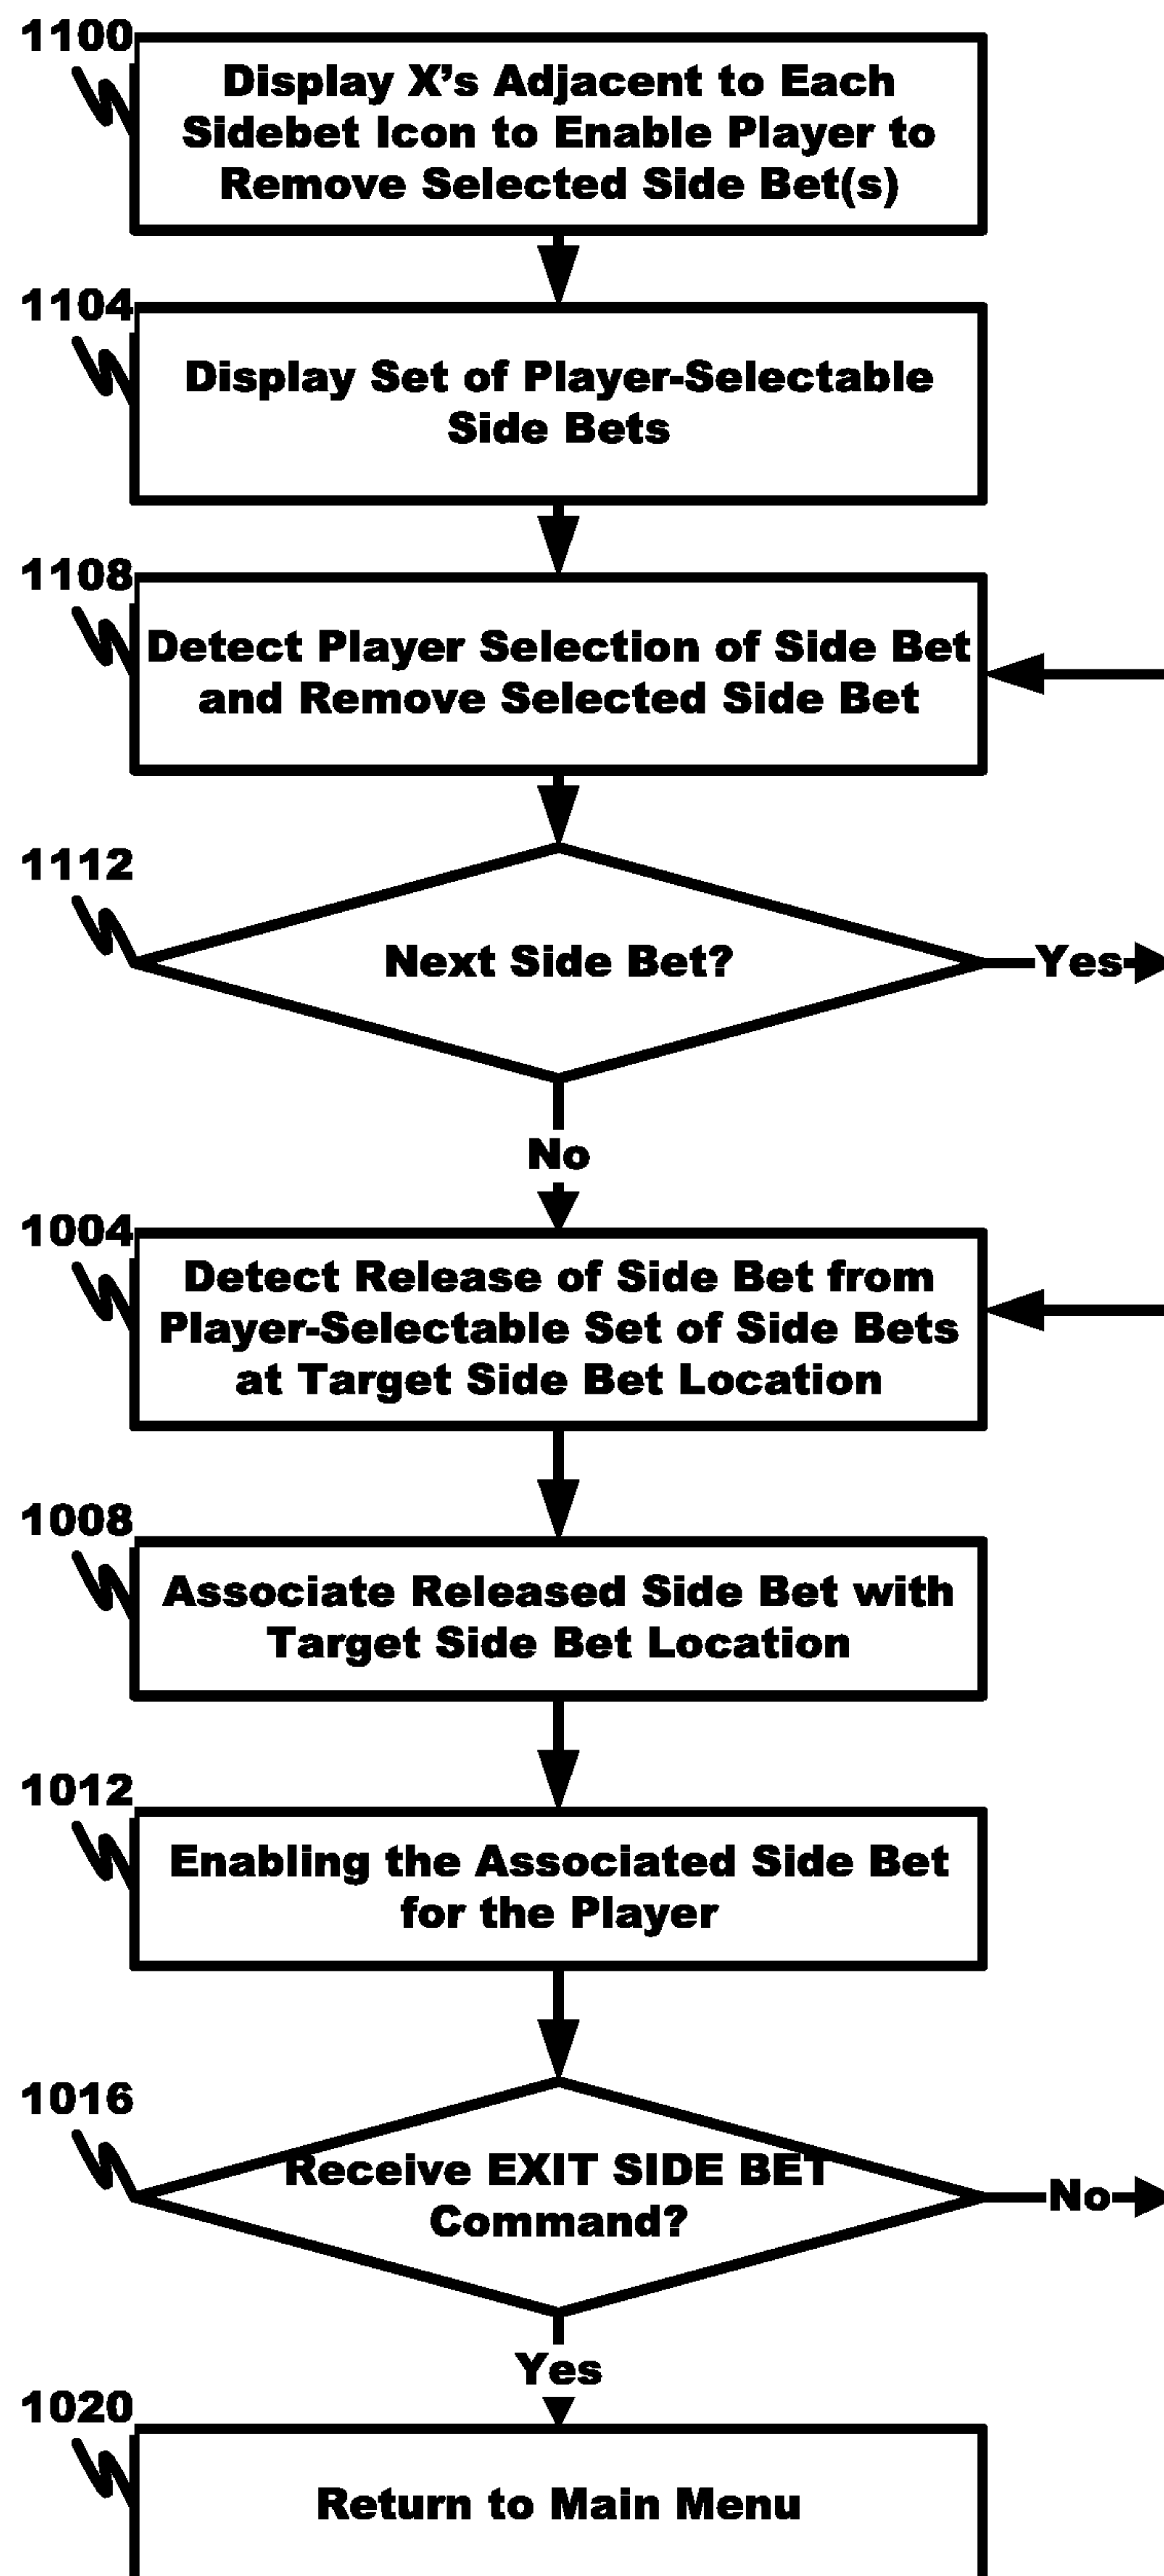 1100
Display X’s Adjacent to Each
Sidebet Icon to Enable Player to
Remove Selected Side Bet(s)
1104
Display Set of Player-Selectable
Side Bets
1108
Detect Player Selection of Side Bet
and Remove Selected Side Bet
1112
Next Side Bet?
Yes
No
1004
Detect Release of Side Bet from
Player-Selectable Set of Side Bets
at Target Side Bet Location
1008
Associate Released Side Bet with
Target Side Bet Location
1012
Enabling the Associated Side Bet
for the Player
1016
Receive EXIT SIDE BET
Command?
No
Yes
1020
Return to Main Menu